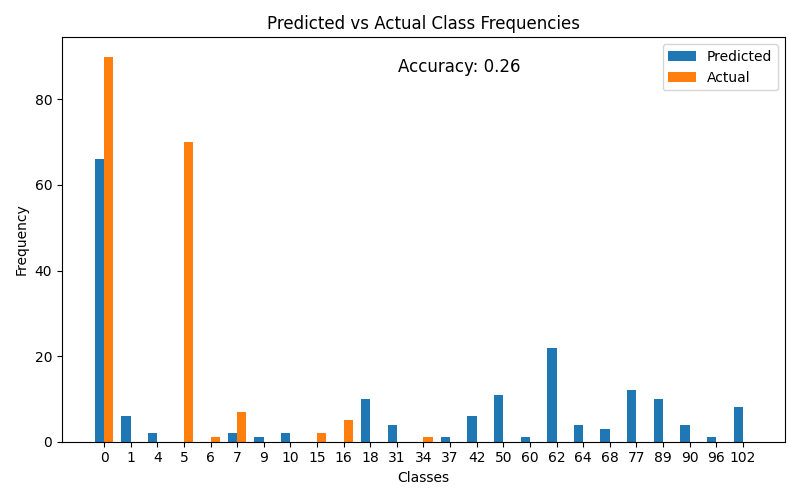 Predicted vs Actual Class Frequencies
Accuracy: 0.26
Predicted
Actual
Frequency
80
60
40
20
0
0 1 4 5 6 7 9 10 15 16 18 31 34 37 42 50 60 62 64 68 77 89 90 96 102
Classes